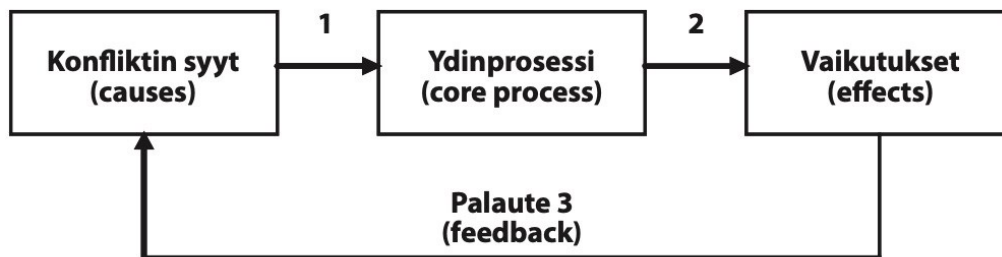 1
2
Konfliktin syyt
(causes)
Ydinprosessi
(core process)
Vaikutukset
(effects)
Palaute 3
(feedback)